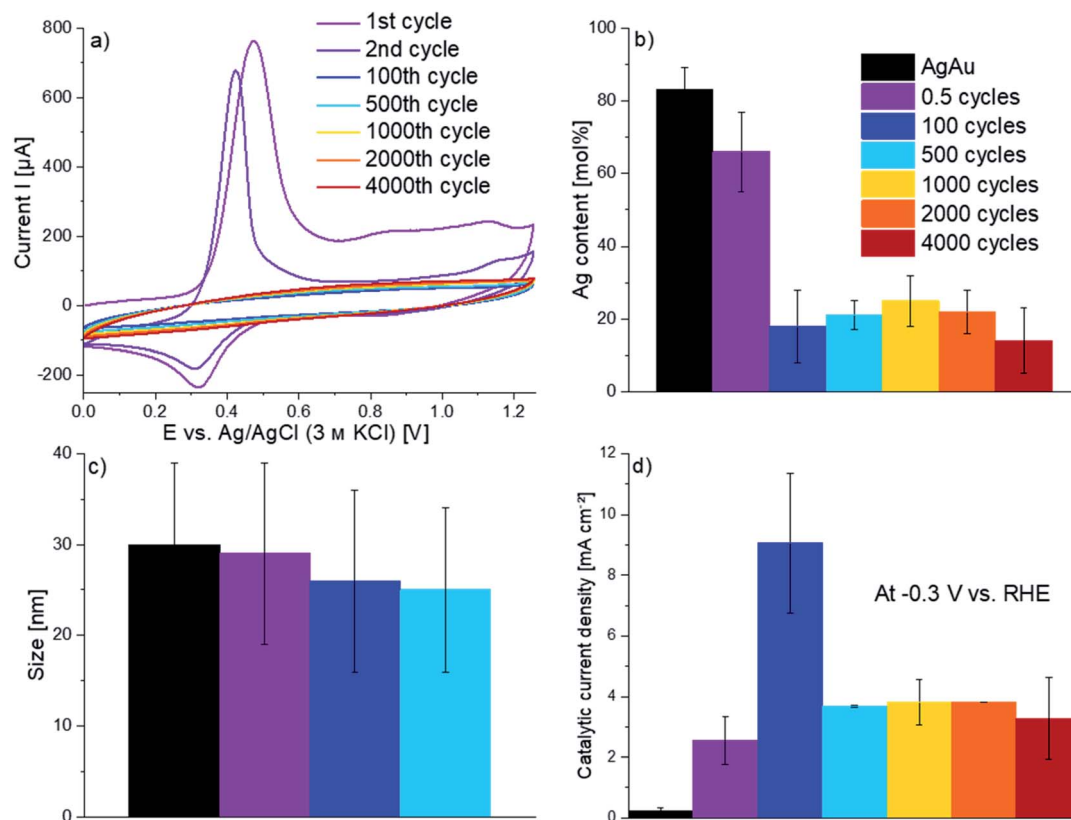 a)
1st cycle
2nd cycle
100th cycle
500th cycle
1000th cycle
2000th cycle
4000th cycle
800
600
400
200
0
-200
Current I [µA]
0.0 0.2 0.4 0.6 0.8 1.0 1.2
E vs. Ag/AgCl (3 M KCl) [V]
b)
AgAu
0.5 cycles
100 cycles
500 cycles
1000 cycles
2000 cycles
4000 cycles
100
80
60
40
20
0
Ag content [mol%]
c)
40
30
20
10
0
Size [nm]
d)
12
10
8
6
4
2
0
Catalytic current density [mA cm⁻²]
At -0.3 V vs. RHE